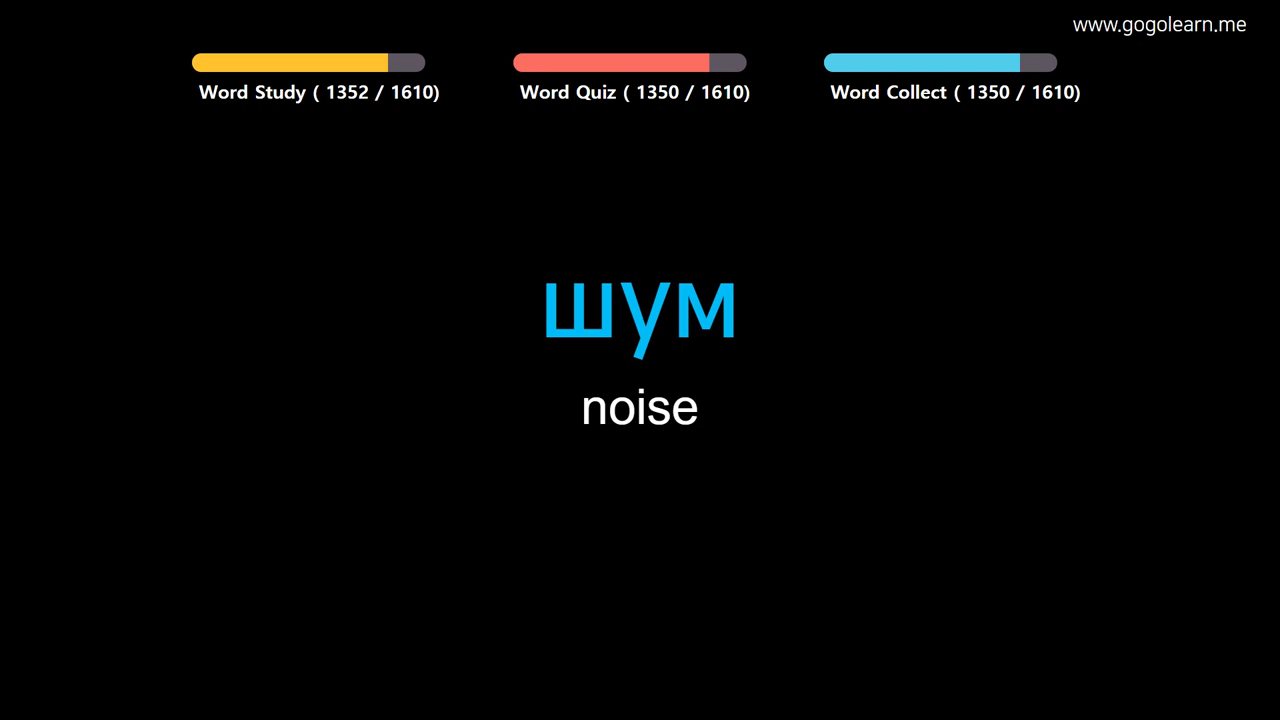 www.gogolearn.me
Word Study ( 1352 / 1610)
Word Quiz ( 1350 / 1610)
Word Collect ( 1350 / 1610)
шум
noise